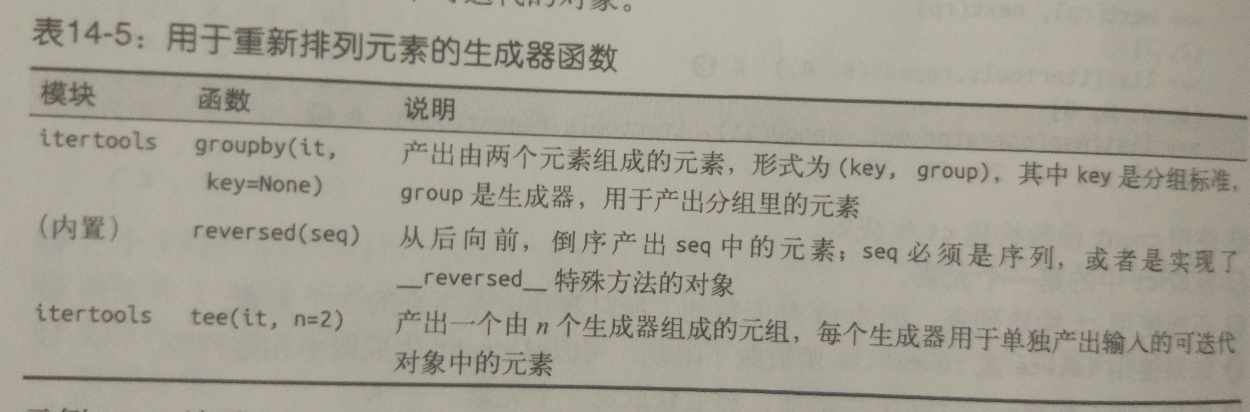 的对象。
表14-5：用于重新排列元素的生成器函数
模块 函数 说明
itertools groupby(it, 产出由两个元素组成的元素，形式为 (key, group)，其中 key 是分组标准，
key=None) group 是生成器，用于产出分组里的元素
（内置） reversed(seq) 从后向前，倒序产出 seq 中的元素；seq 必须是序列，或者是实现了
__reversed__ 特殊方法的对象
itertools tee(it, n=2) 产出一个由 n 个生成器组成的元组，每个生成器用于单独产出输入的可迭代
对象中的元素